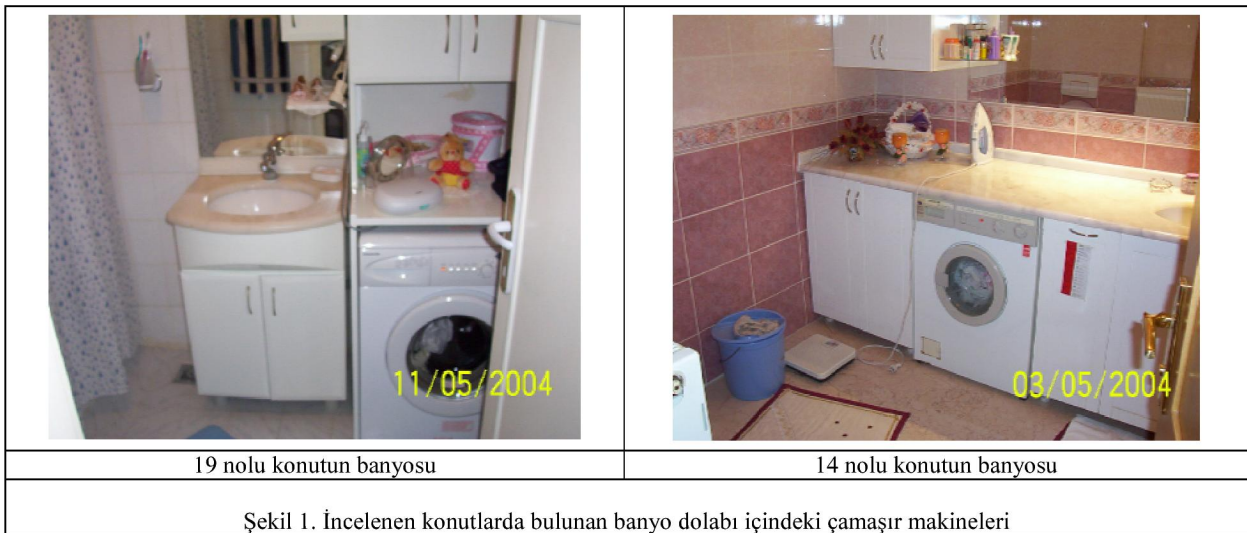 11/05/2004
03/05/2004
19 nolu konutun banyosu
14 nolu konutun banyosu
Şekil 1. İncelenen konutlarda bulunan banyo dolabı içindeki çamaşır makineleri